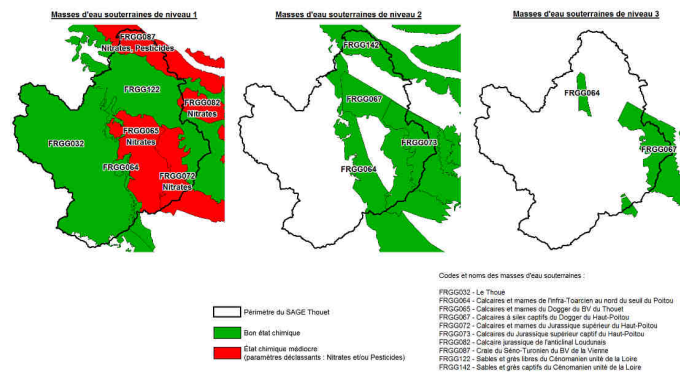 Masses d'eau souterraines de niveau 1
Masses d'eau souterraines de niveau 2
Masses d'eau souterraines de niveau 3
FRGG087
Nitrates, Pesticides
FRGG122
FRGG082
Nitrates
FRGG065
Nitrates
FRGG032
FRGG064
FRGG072
Nitrates
FRGG142
FRGG067
FRGG073
FRGG064
FRGG064
FRGG067
Périmètre du SAGE Thouet
Bon état chimique
État chimique médiocre
(paramètres déclassants : Nitrates et/ou Pesticides)
Codes et noms des masses d'eau souterraines :
FRGG032 - Le Thouet
FRGG064 - Calcaires et marnes de l'infra-Toarcien au nord du seuil du Poitou
FRGG065 - Calcaires et marnes du Dogger du BV du Thouet
FRGG067 - Calcaires à silex captifs du Dogger du Haut-Poitou
FRGG072 - Calcaires et marnes du Jurassique supérieur du Haut-Poitou
FRGG073 - Calcaires du Jurassique supérieur captif du Haut-Poitou
FRGG082 - Calcaire jurassique de l'anticlinal Loudunais
FRGG087 - Craie du Séno-Turonien du BV de la Vienne
FRGG122 - Sables et grès libres du Cénomanien unité de la Loire
FRGG142 - Sables et grès captifs du Cénomanien unité de la Loire